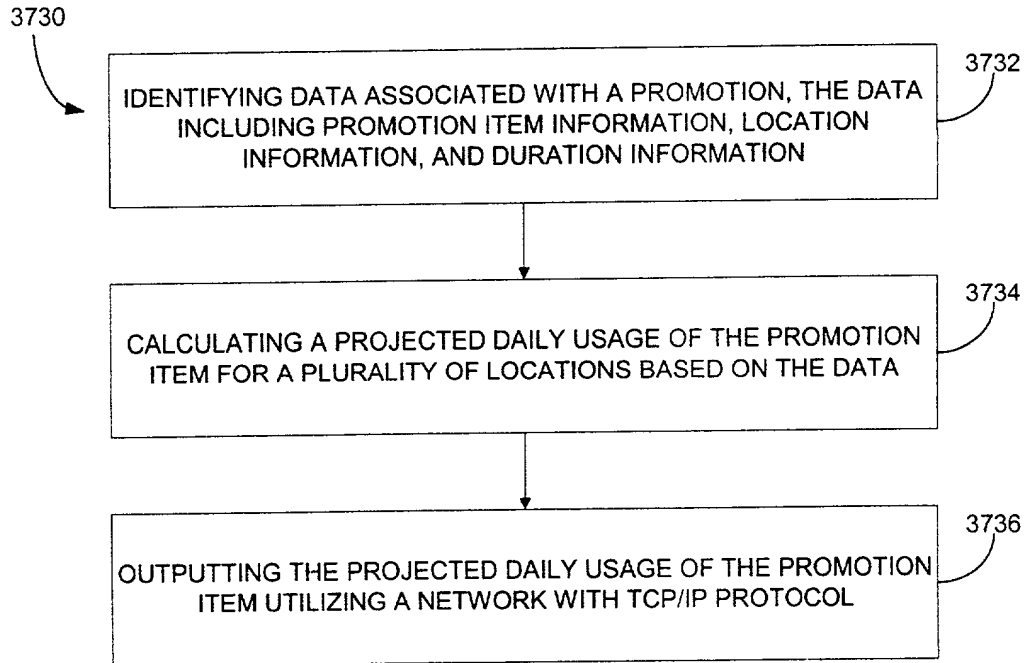 3730
3732
IDENTIFYING DATA ASSOCIATED WITH A PROMOTION, THE DATA
INCLUDING PROMOTION ITEM INFORMATION, LOCATION
INFORMATION, AND DURATION INFORMATION
3734
CALCULATING A PROJECTED DAILY USAGE OF THE PROMOTION
ITEM FOR A PLURALITY OF LOCATIONS BASED ON THE DATA
3736
OUTPUTTING THE PROJECTED DAILY USAGE OF THE PROMOTION
ITEM UTILIZING A NETWORK WITH TCP/IP PROTOCOL